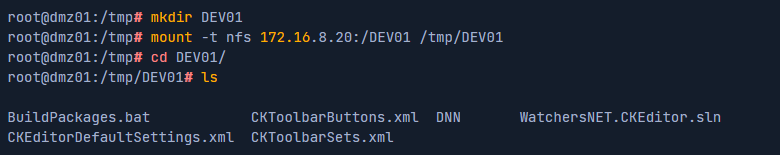 root@dmz01:/tmp# mkdir DEV01
root@dmz01:/tmp# mount -t nfs 172.16.8.20:/DEV01 /tmp/DEV01
root@dmz01:/tmp# cd DEV01/
root@dmz01:/tmp/DEV01# ls
BuildPackages.bat            CKToolbarButtons.xml  DNN       WatchersNET.CKEditor.sln
CKEditorDefaultSettings.xml  CKToolbarSets.xml